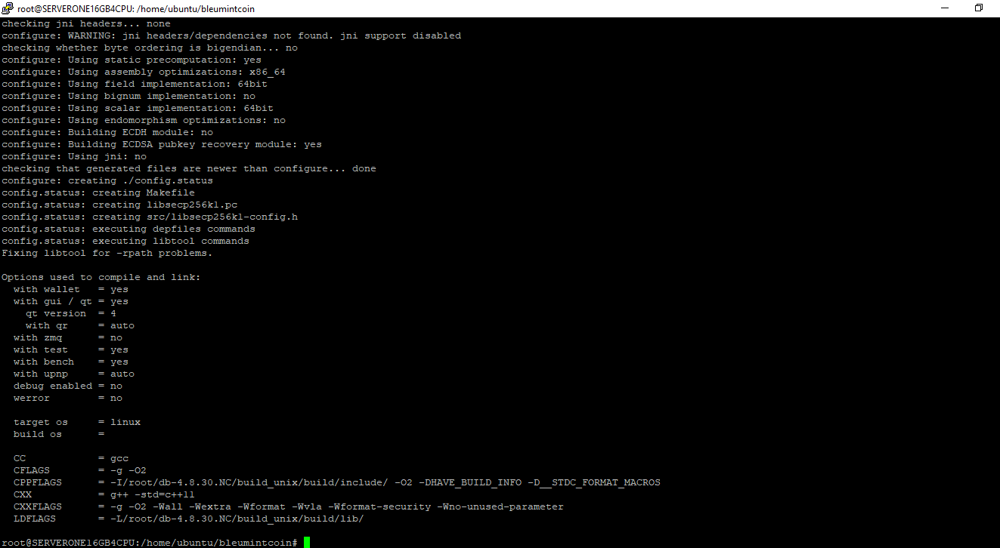 root@SERVERONE16GB4CPU: /home/ubuntu/bleumintcoin
checking jni headers... none
configure: WARNING: jni headers/dependencies not found. jni support disabled
checking whether byte ordering is bigendian... no
configure: Using static precomputation: yes
configure: Using assembly optimizations: x86_64
configure: Using field implementation: 64bit
configure: Using bignum implementation: no
configure: Using scalar implementation: 64bit
configure: Using endomorphism optimizations: no
configure: Building ECDH module: no
configure: Building ECDSA pubkey recovery module: yes
configure: Using jni: no
checking that generated files are newer than configure... done
configure: creating ./config.status
config.status: creating Makefile
config.status: creating libsecp256k1.pc
config.status: creating src/libsecp256k1-config.h
config.status: executing depfiles commands
config.status: executing libtool commands
Fixing libtool for -rpath problems.
Options used to compile and link:
with wallet = yes
with gui / qt = yes
qt version = 4
with qr = auto
with zmq = no
with test = yes
with bench = yes
with upnp = auto
debug enabled = no
werror = no
target os = linux
build os =
CC = gcc
CFLAGS = -g -O2
CPPFLAGS = -I/root/db-4.8.30.NC/build_unix/build/include/ -O2 -DHAVE_BUILD_INFO -D__STDC_FORMAT_MACROS
CXX = g++ -std=c++11
CXXFLAGS = -g -O2 -Wall -Wextra -Wformat -Wvla -Wformat-security -Wno-unused-parameter
LDFLAGS = -L/root/db-4.8.30.NC/build_unix/build/lib/
root@SERVERONE16GB4CPU:/home/ubuntu/bleumintcoin#